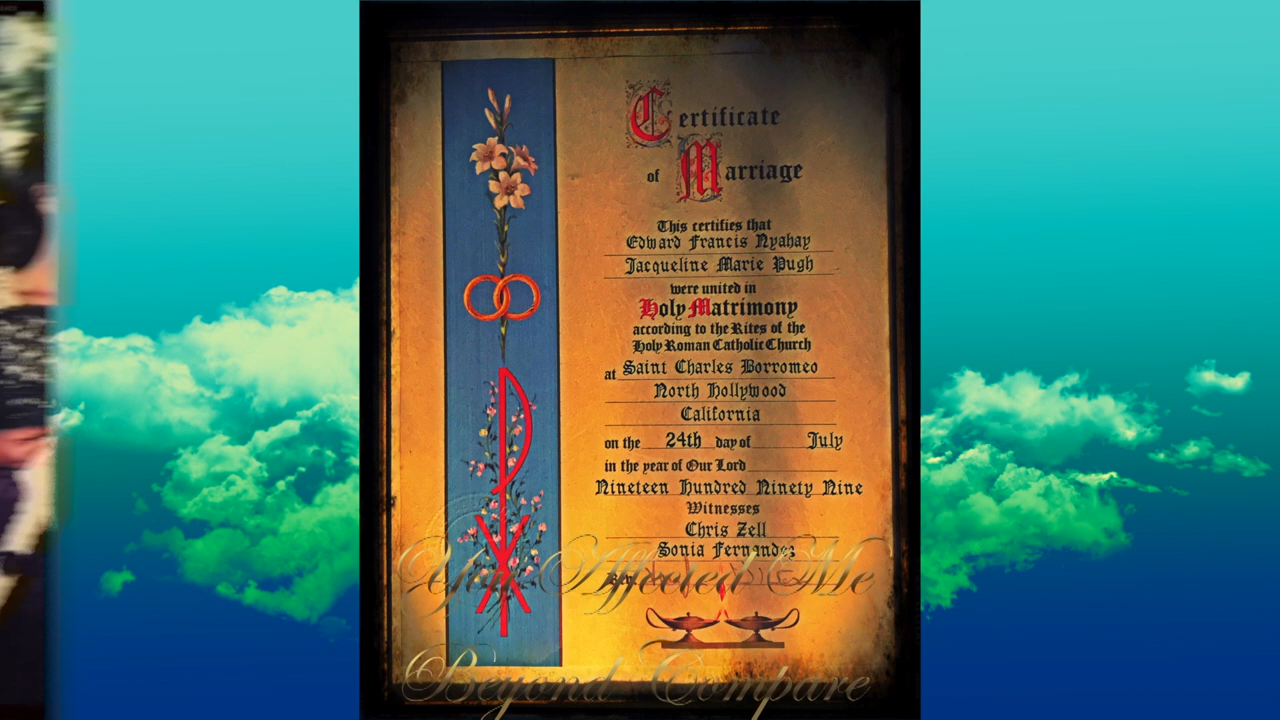 Certificate
of Marriage
This certifies that
Edward Francis Nyahay
Jacqueline Marie Pugh
were united in
Holy Matrimony
according to the Rites of the
Holy Roman Catholic Church
at Saint Charles Borromeo
North Hollywood
California
on the 24th day of July
in the year of Our Lord
Nineteen Hundred Ninety Nine
Witnesses
Chris Zell
Sonia Fernandez
You Affected Me
Beyond Compare